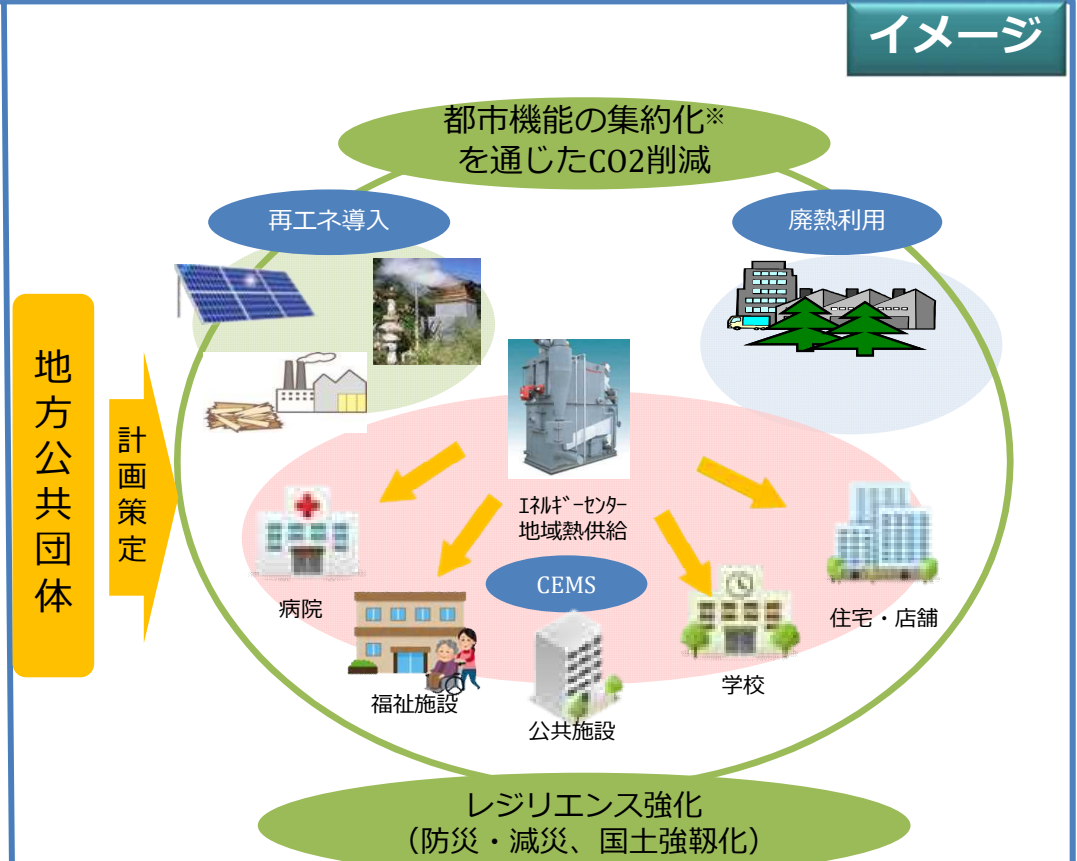 イメージ
都市機能の集約化※
を通じたCO2削減
再エネ導入
廃熱利用
地方公共団体
計画策定
ｴﾈﾙｷﾞｰｾﾝﾀｰ
地域熱供給
CEMS
病院
福祉施設
公共施設
学校
住宅・店舗
レジリエンス強化
（防災・減災、国土強靱化）